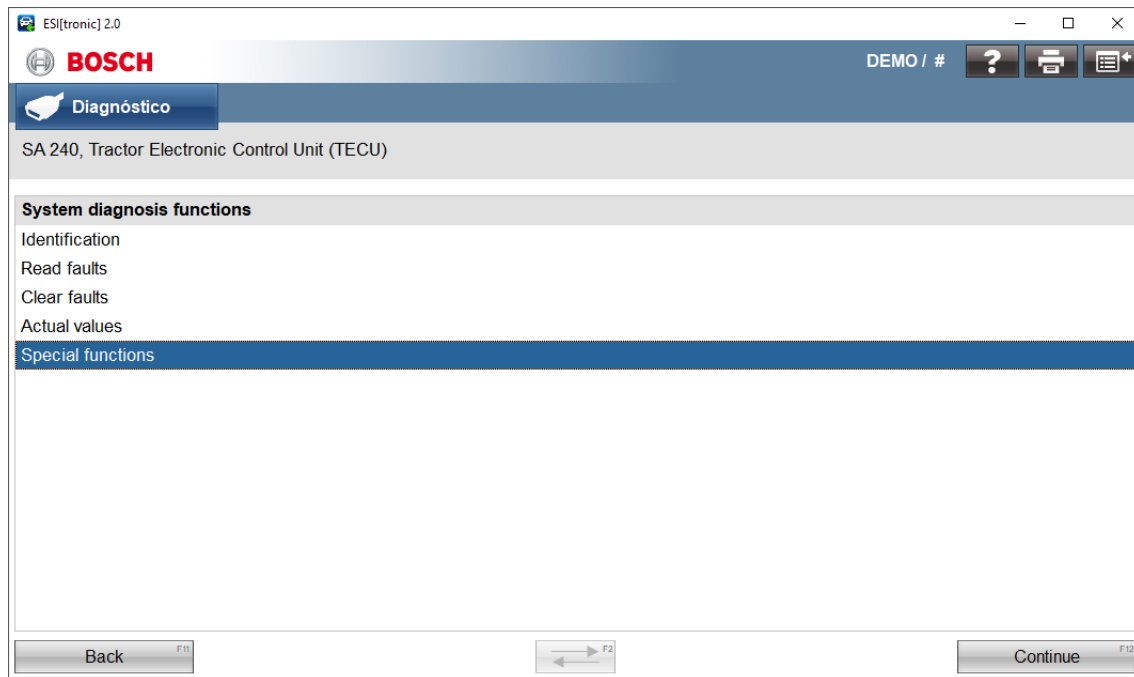 ESI[tronic] 2.0
BOSCH
DEMO / #
?
Diagnóstico
SA 240, Tractor Electronic Control Unit (TECU)
System diagnosis functions
Identification
Read faults
Clear faults
Actual values
Special functions
Back F11
F2
Continue F12